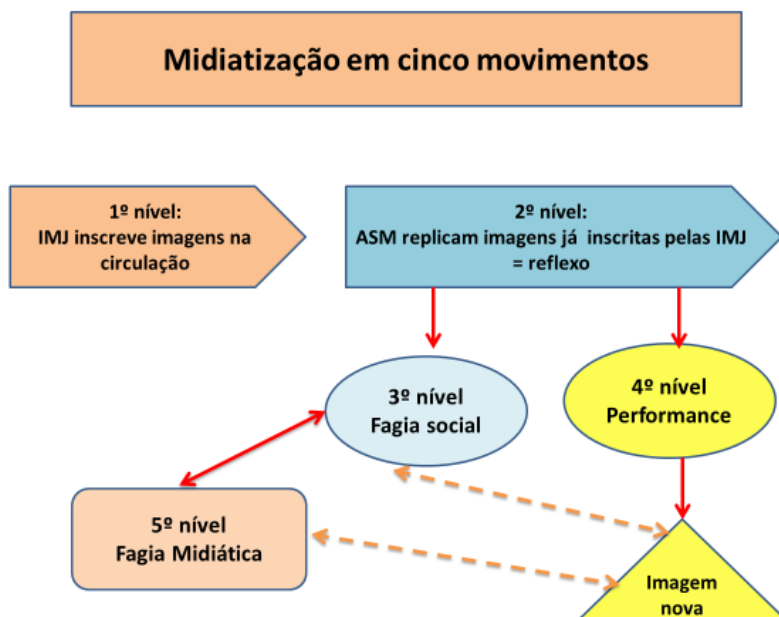 Midiatização em cinco movimentos
1º nível:
IMJ inscreve imagens na
circulação
2º nível:
ASM replicam imagens já inscritas pelas IMJ
= reflexo
3º nível
Fagia social
4º nível
Performance
5º nível
Fagia Midiática
Imagem
nova